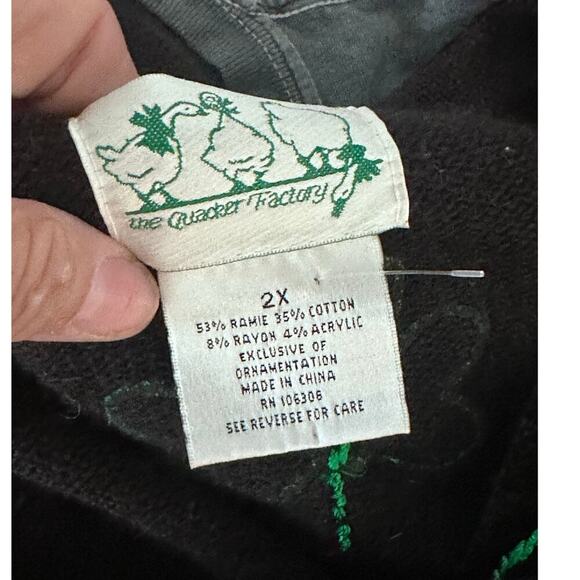 the Quacker Factory
2X
53% RAMIE 35% COTTON
8% RAYON 4% ACRYLIC
EXCLUSIVE OF
ORNAMENTATION
MADE IN CHINA
RN 106306
SEE REVERSE FOR CARE